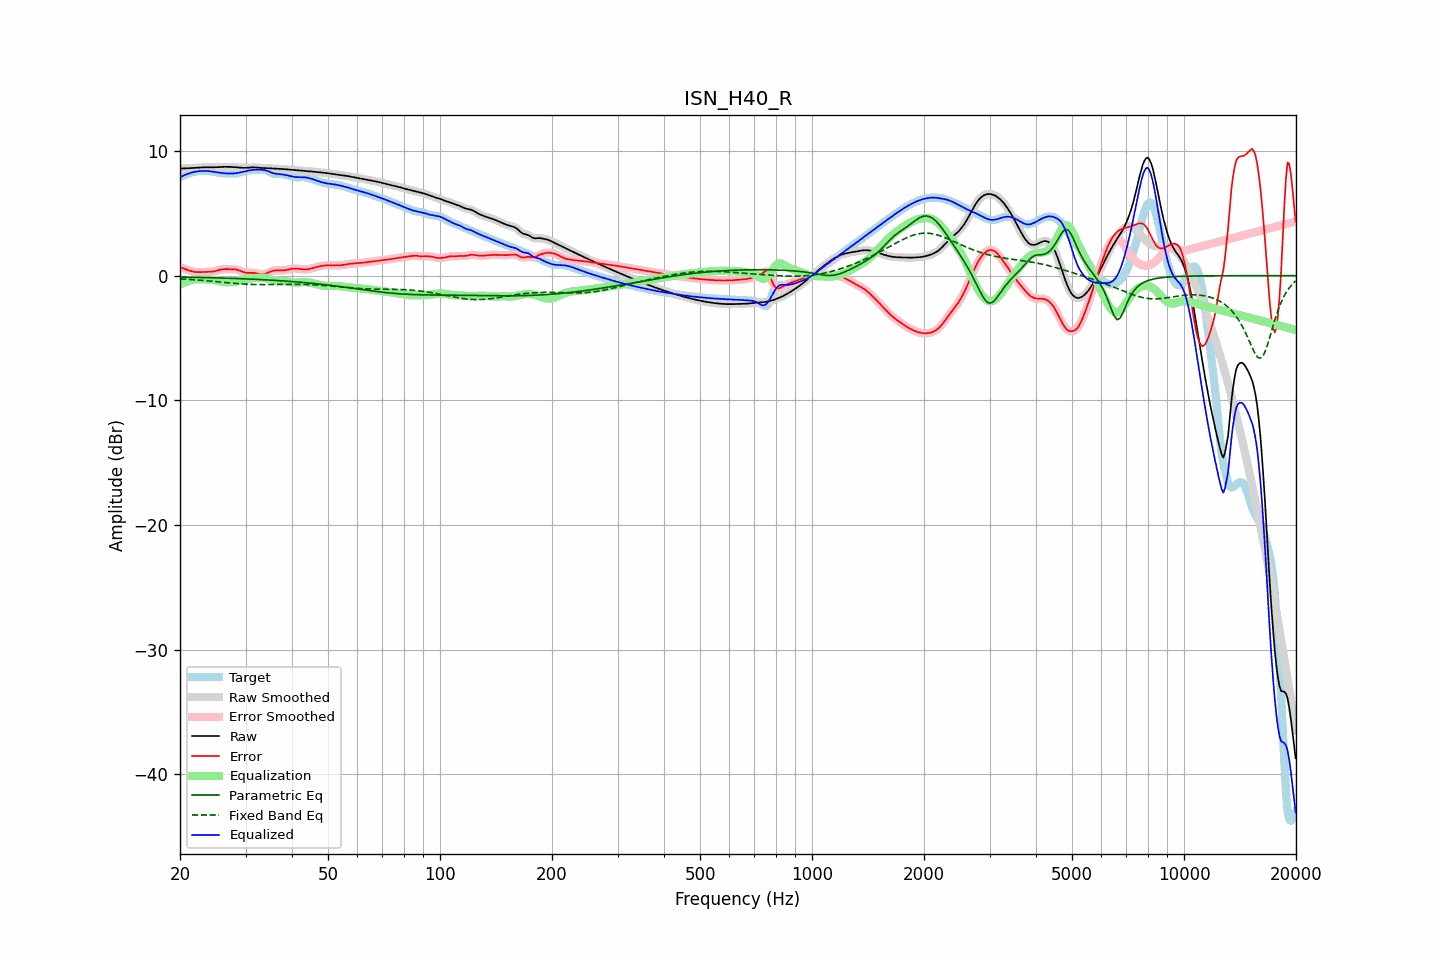 ISN_H40_R
10
0
−10
−20
−30
−40
Amplitude (dBr)
20
50
100
200
500
1000
2000
5000
10000
20000
Frequency (Hz)
Target
Raw Smoothed
Error Smoothed
Raw
Error
Equalization
Parametric Eq
Fixed Band Eq
Equalized